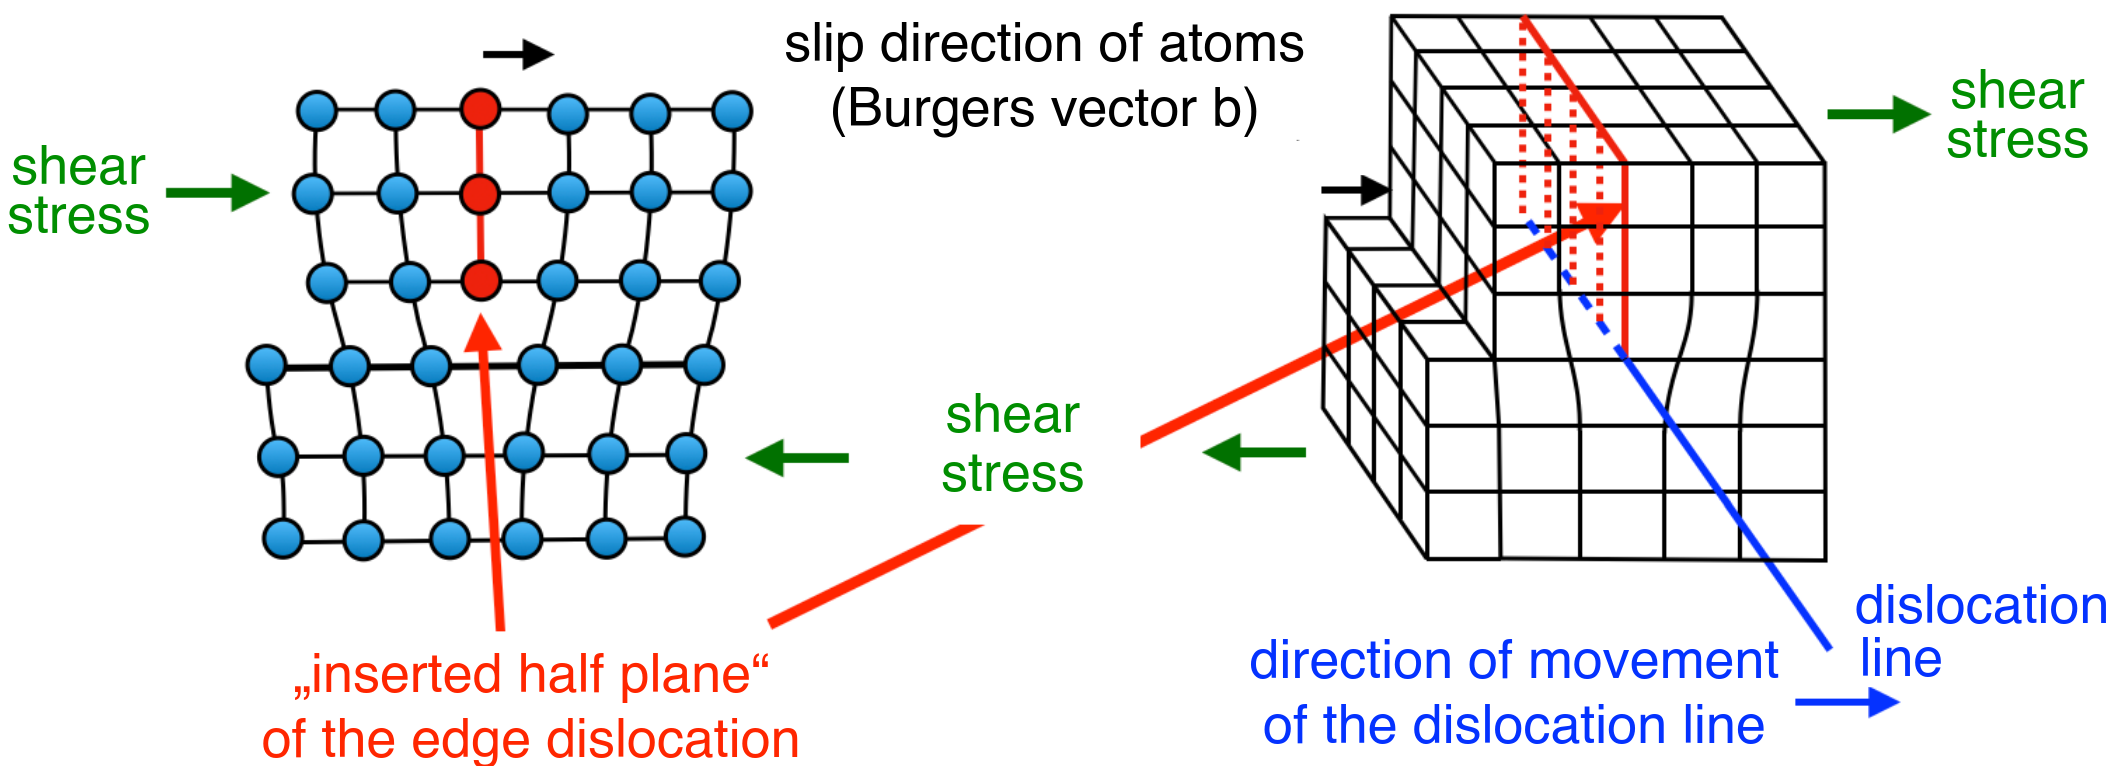 slip direction of atoms
(Burgers vector b)
shear
stress
shear
stress
shear
stress
„inserted half plane“
of the edge dislocation
direction of movement
of the dislocation line
dislocation
line